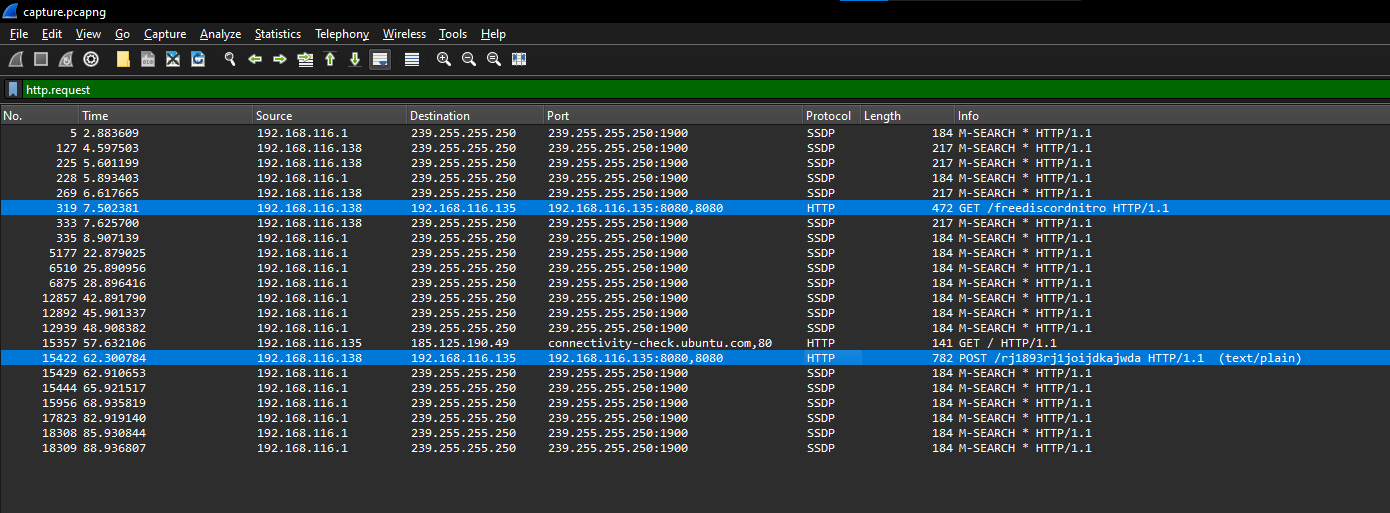 capture.pcapng
File Edit View Go Capture Analyze Statistics Telephony Wireless Tools Help
http.request
No. Time Source Destination Port Protocol Length Info
5 2.883609 192.168.116.1 239.255.255.250 239.255.255.250:1900 SSDP 184 M-SEARCH * HTTP/1.1
127 4.597503 192.168.116.138 239.255.255.250 239.255.255.250:1900 SSDP 217 M-SEARCH * HTTP/1.1
225 5.601199 192.168.116.138 239.255.255.250 239.255.255.250:1900 SSDP 217 M-SEARCH * HTTP/1.1
228 5.893403 192.168.116.1 239.255.255.250 239.255.255.250:1900 SSDP 184 M-SEARCH * HTTP/1.1
269 6.617665 192.168.116.138 239.255.255.250 239.255.255.250:1900 SSDP 217 M-SEARCH * HTTP/1.1
319 7.502381 192.168.116.138 192.168.116.135 192.168.116.135:8080,8080 HTTP 472 GET /freediscordnitro HTTP/1.1
333 7.625700 192.168.116.138 239.255.255.250 239.255.255.250:1900 SSDP 217 M-SEARCH * HTTP/1.1
335 8.907139 192.168.116.1 239.255.255.250 239.255.255.250:1900 SSDP 184 M-SEARCH * HTTP/1.1
5177 22.879025 192.168.116.1 239.255.255.250 239.255.255.250:1900 SSDP 184 M-SEARCH * HTTP/1.1
6510 25.890956 192.168.116.1 239.255.255.250 239.255.255.250:1900 SSDP 184 M-SEARCH * HTTP/1.1
6875 28.896416 192.168.116.1 239.255.255.250 239.255.255.250:1900 SSDP 184 M-SEARCH * HTTP/1.1
12857 42.891790 192.168.116.1 239.255.255.250 239.255.255.250:1900 SSDP 184 M-SEARCH * HTTP/1.1
12892 45.901337 192.168.116.1 239.255.255.250 239.255.255.250:1900 SSDP 184 M-SEARCH * HTTP/1.1
12939 48.908382 192.168.116.1 239.255.255.250 239.255.255.250:1900 SSDP 184 M-SEARCH * HTTP/1.1
15357 57.632106 192.168.116.135 185.125.190.49 connectivity-check.ubuntu.com,80 HTTP 141 GET / HTTP/1.1
15422 62.300784 192.168.116.138 192.168.116.135 192.168.116.135:8080,8080 HTTP 782 POST /rj1893rj1joijdkajwda HTTP/1.1 (text/plain)
15429 62.910653 192.168.116.1 239.255.255.250 239.255.255.250:1900 SSDP 184 M-SEARCH * HTTP/1.1
15444 65.921517 192.168.116.1 239.255.255.250 239.255.255.250:1900 SSDP 184 M-SEARCH * HTTP/1.1
15956 68.935819 192.168.116.1 239.255.255.250 239.255.255.250:1900 SSDP 184 M-SEARCH * HTTP/1.1
17823 82.919140 192.168.116.1 239.255.255.250 239.255.255.250:1900 SSDP 184 M-SEARCH * HTTP/1.1
18308 85.930844 192.168.116.1 239.255.255.250 239.255.255.250:1900 SSDP 184 M-SEARCH * HTTP/1.1
18309 88.936807 192.168.116.1 239.255.255.250 239.255.255.250:1900 SSDP 184 M-SEARCH * HTTP/1.1